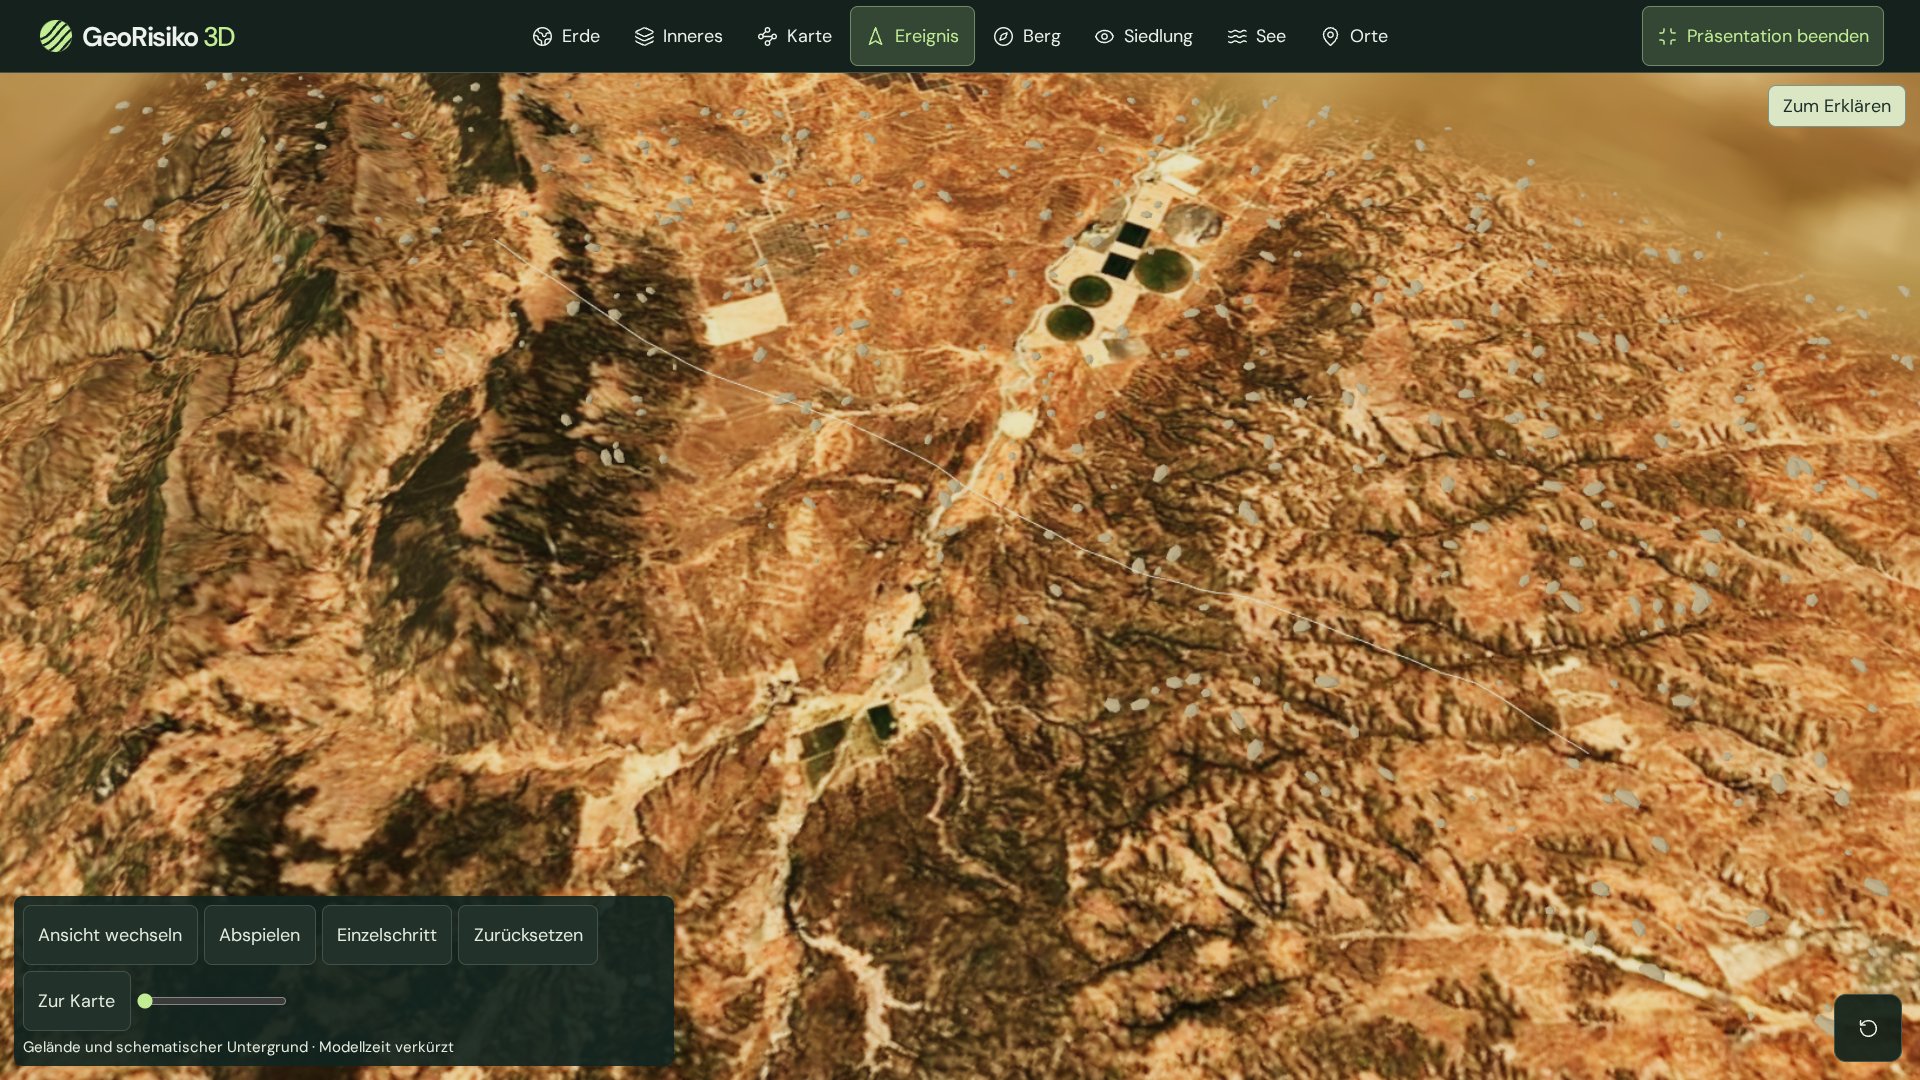 GeoRisiko 3D
Erde
Inneres
Karte
Ereignis
Berg
Siedlung
See
Orte
Präsentation beenden
Zum Erklären
Ansicht wechseln
Abspielen
Einzelschritt
Zurücksetzen
Zur Karte
Gelände und schematischer Untergrund · Modellzeit verkürzt